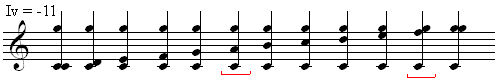 Iv = -11